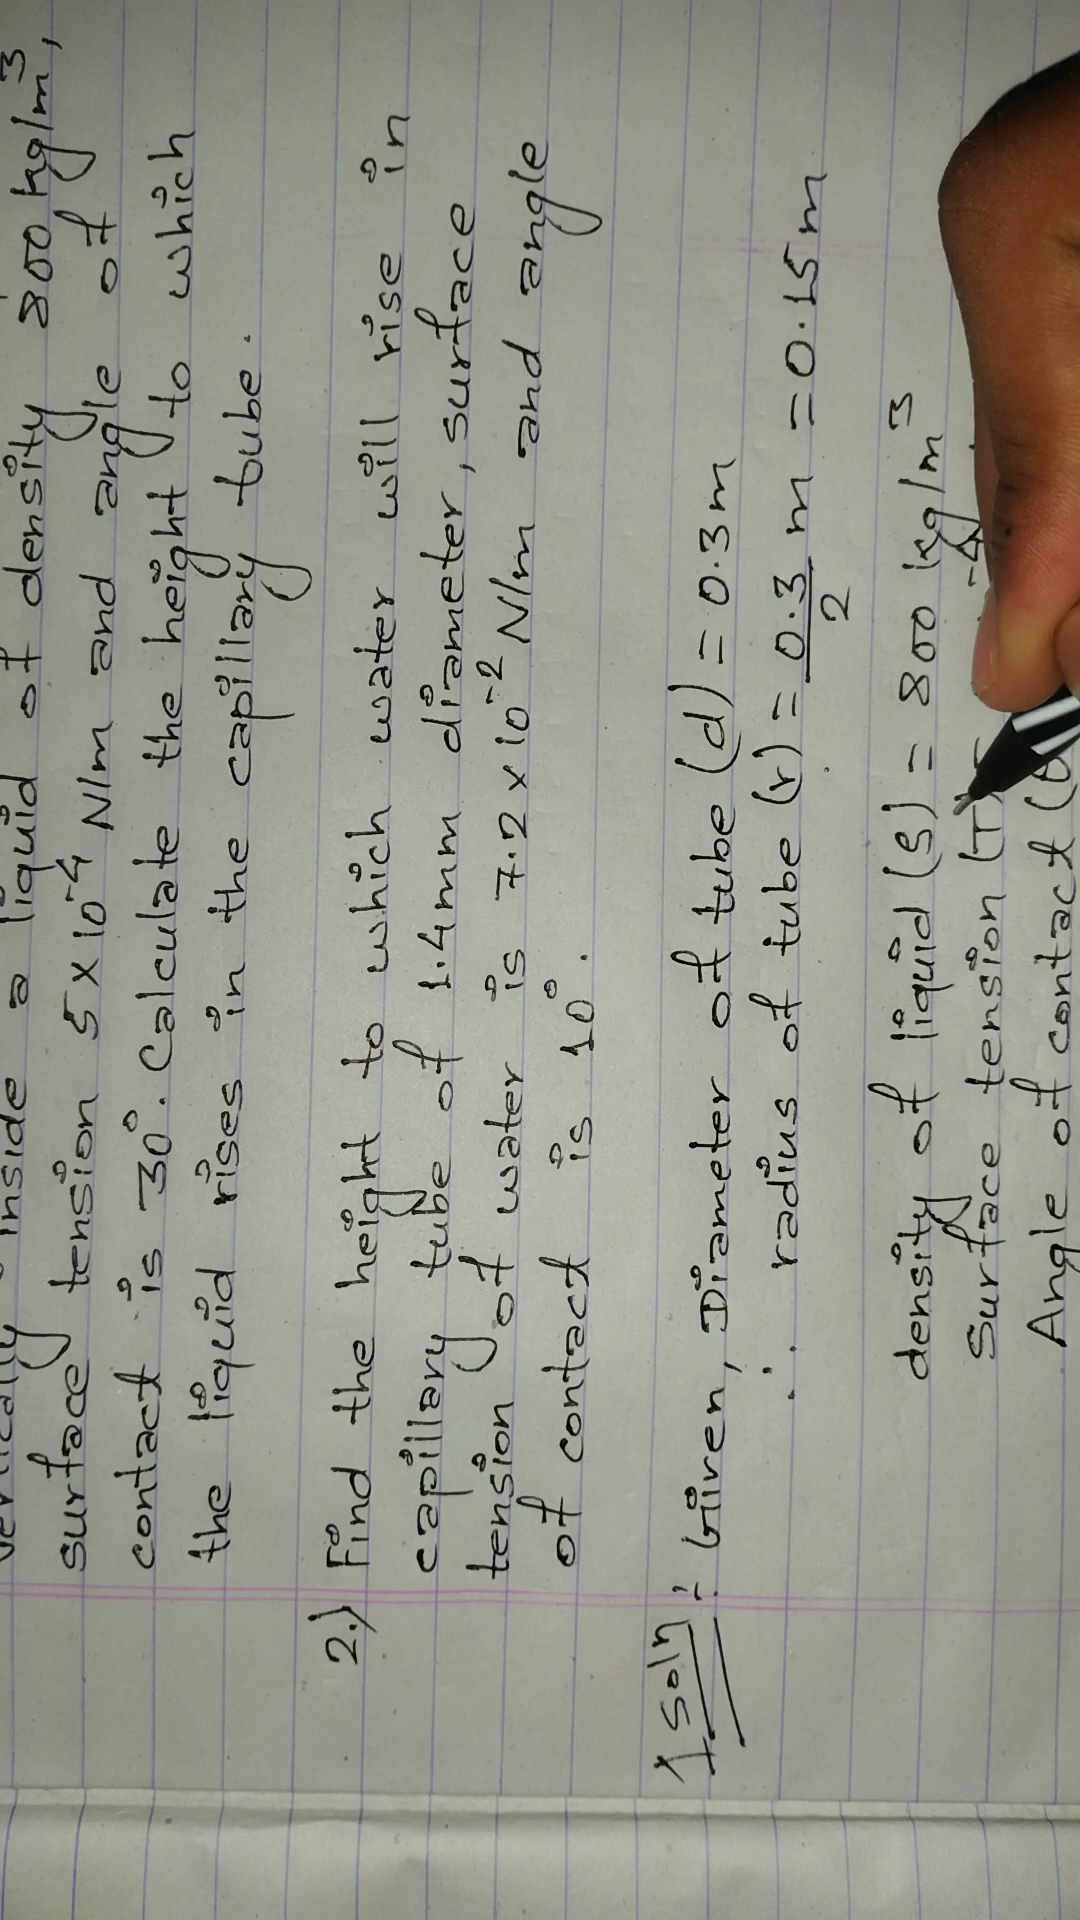 inside a liquid of density 800 kg/m³,
surface tension 5×10⁻⁴ N/m and angle of
contact is 30°. Calculate the height to which
the liquid rises in the capillary tube.
2.) Find the height to which water will rise in
capillary tube of 1.4mm diameter, surface
tension of water is 7.2×10⁻² N/m and angle
of contact is 10°.
1 soln : Given, Diameter of tube (d) = 0.3m
∴ radius of tube (r) = 0.3/2 m = 0.15m
density of liquid (ρ) = 800 kg/m³
Surface tension (T)
Angle of contact (θ